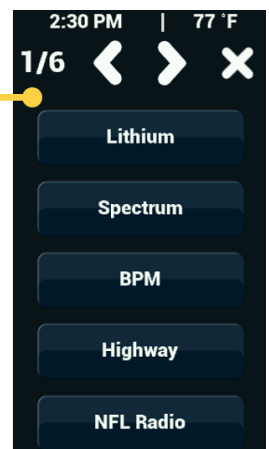 2:30 PM | 77 °F
1/6
Lithium
Spectrum
BPM
Highway
NFL Radio